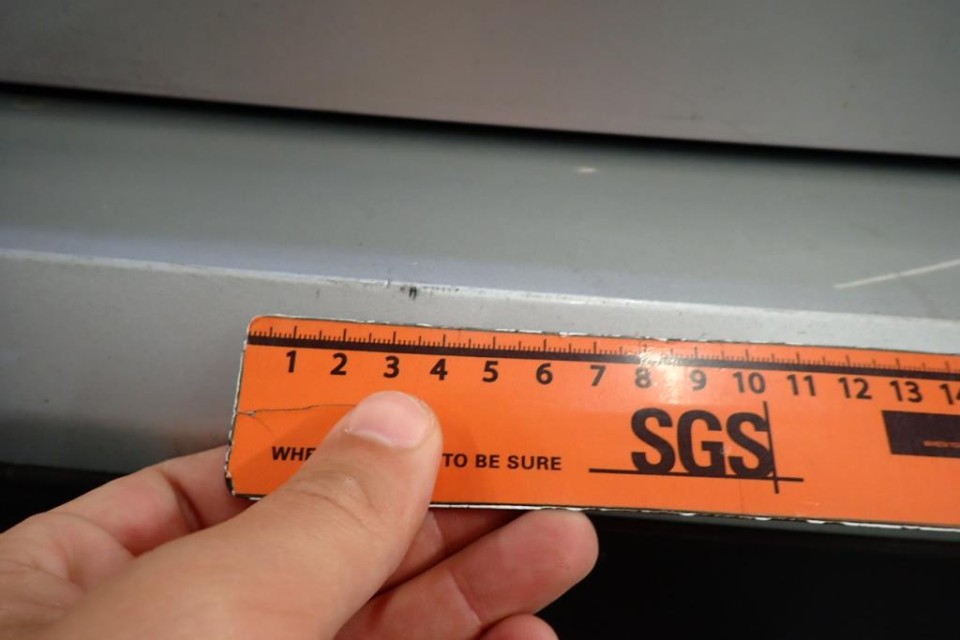 1 2 3 4 5 6 7 8 9 10 11 12 13 14
SGS
WHE TO BE SURE